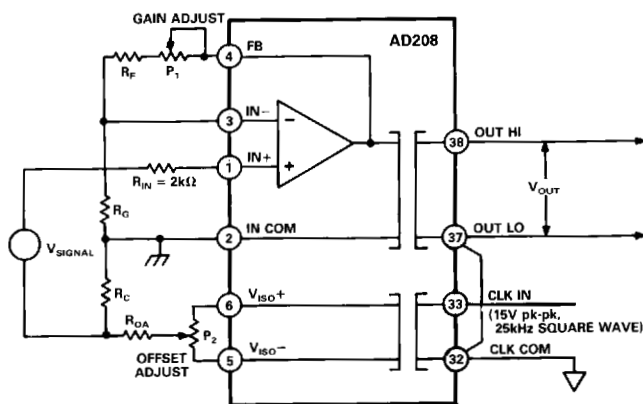 GAIN ADJUST
AD208
4 FB
RF P1
3 IN−
−
38 OUT HI
1 IN+
+
RIN = 2kΩ
VOUT
RG
2 IN COM
37 OUT LO
VSIGNAL
RC
6 VISO+
33 CLK IN
(15V pk-pk,
25kHz SQUARE WAVE)
ROA
P2
5 VISO−
32 CLK COM
OFFSET
ADJUST